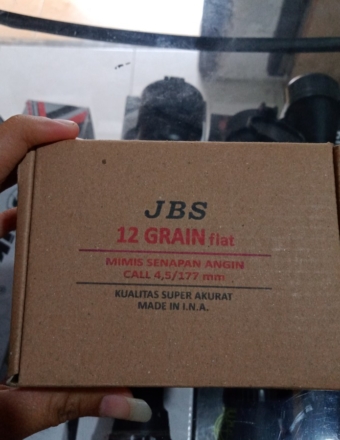 JBS
12 GRAIN flat
MIMIS SENAPAN ANGIN
CALL 4,5/177 mm
KUALITAS SUPER AKURAT
MADE IN I.N.A.